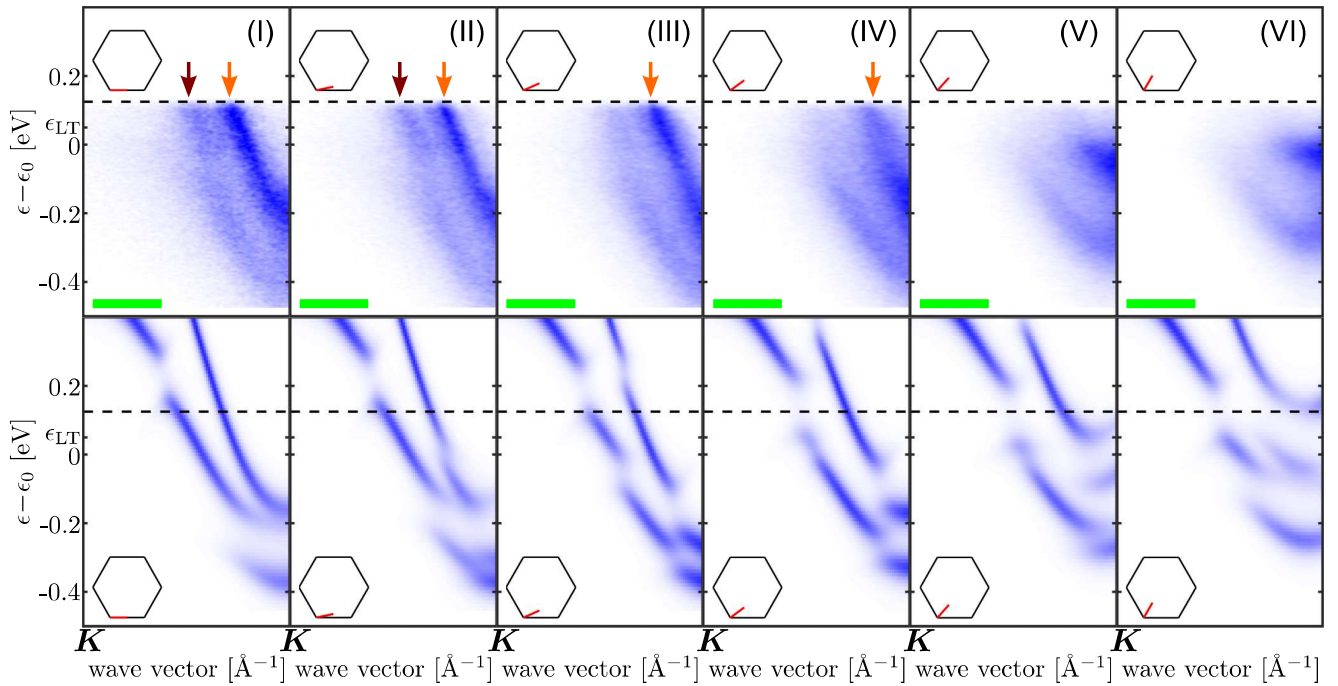 (I) (II) (III) (IV) (V) (VI)
0.2
ϵLT
0
-0.2
-0.4
ϵ−ϵ0 [eV]
0.2
ϵLT
0
-0.2
-0.4
ϵ−ϵ0 [eV]
K K K K K K
wave vector [Å−1] wave vector [Å−1] wave vector [Å−1] wave vector [Å−1] wave vector [Å−1] wave vector [Å−1]